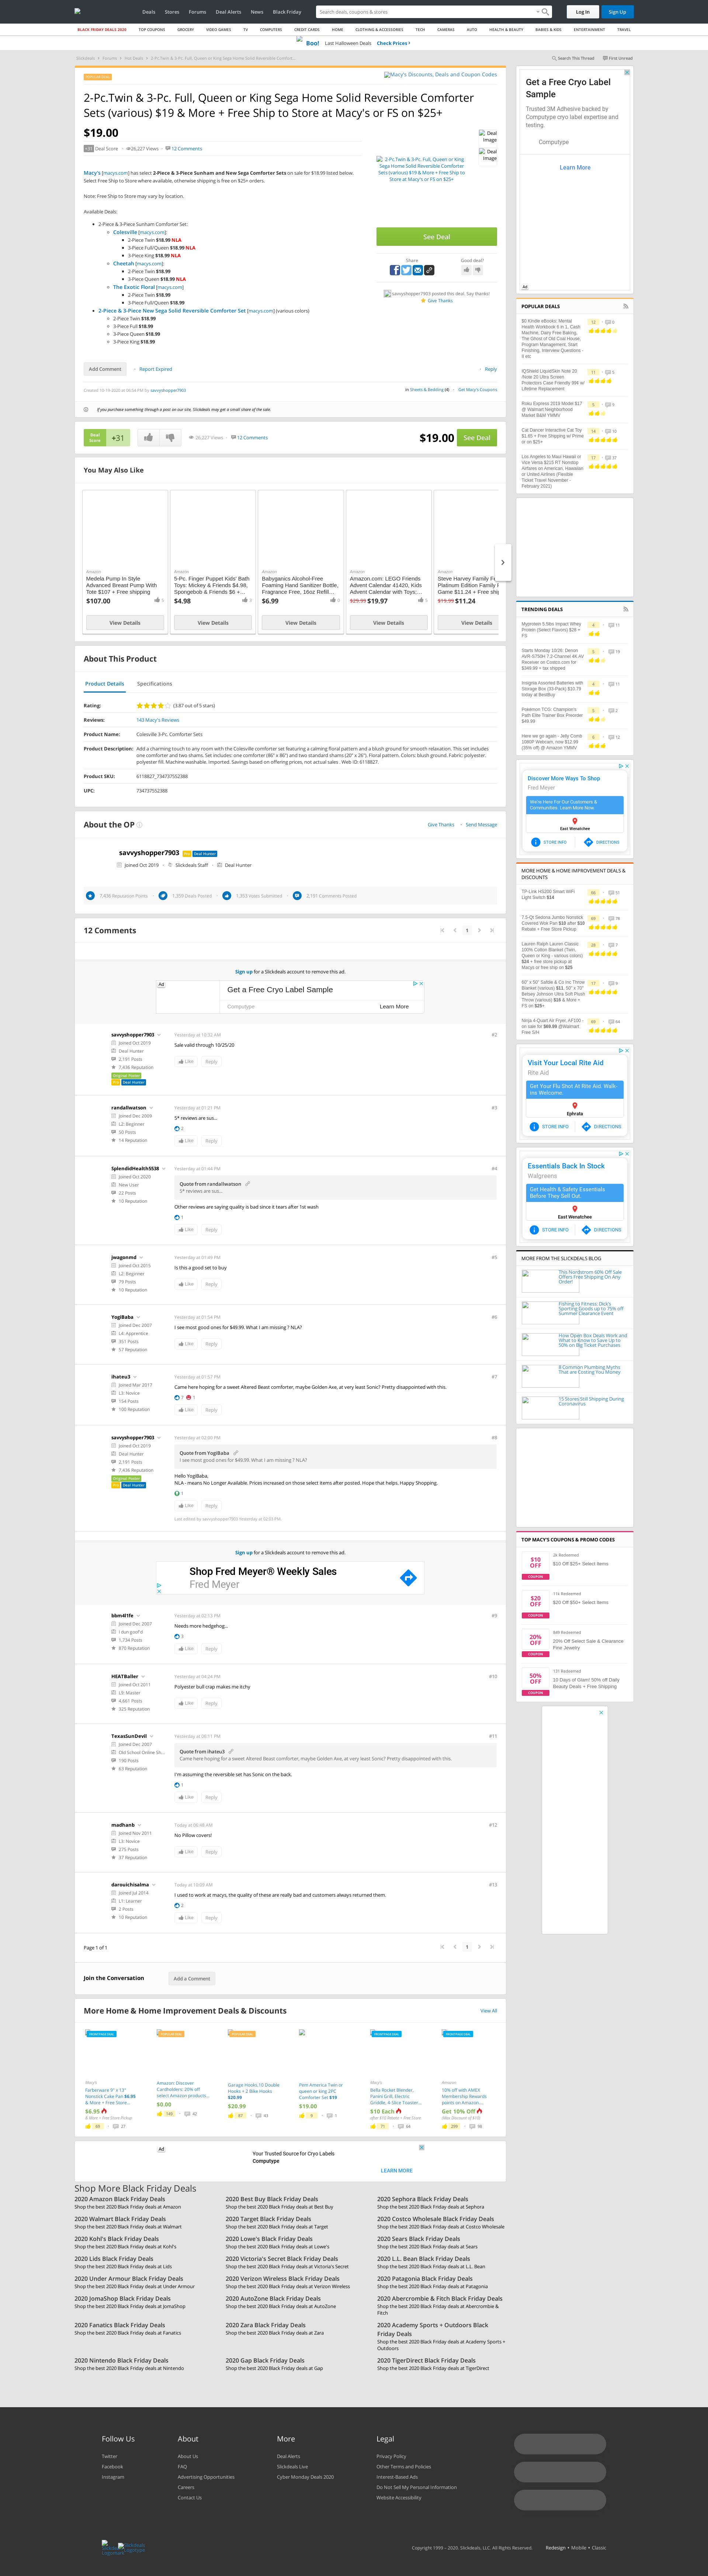 Deals Stores Forums Deal Alerts News Black Friday
Search deals, coupons & stores
Log In Sign Up
BLACK FRIDAY DEALS 2020 TOP COUPONS GROCERY VIDEO GAMES TV COMPUTERS CREDIT CARDS HOME CLOTHING & ACCESSORIES TECH CAMERAS AUTO HEALTH & BEAUTY BABIES & KIDS ENTERTAINMENT TRAVEL
Boo! Last Halloween Deals Check Prices!
Search This Thread First Unread
Macy's Discounts, Deals and Coupon Codes
2-Pc.Twin & 3-Pc. Full, Queen or King Sega Home Solid Reversible Comforter
Sets (various) $19 & More + Free Ship to Store at Macy's or FS on $25+
$19.00
+31 Deal Score 26,227 Views 12 Comments
Deal Image
Deal Image
2-Pc.Twin & 3-Pc. Full, Queen or King
Sega Home Solid Reversible Comforter
Sets (various) $19 & More + Free Ship to
Store at Macy's or FS on $25+
Macy's [macys.com] has select 2-Piece & 3-Piece Sunham and New Sega Comforter Sets on sale for $18.99 listed below.
Select Free Ship to Store where available, otherwise shipping is free on $25+ orders.
Note: Free Ship to Store may vary by location.
Available Deals:
2-Piece & 3-Piece Sunham Comforter Set:
Colesville [macys.com]:
2-Piece Twin $18.99 NLA
3-Piece Full/Queen $18.99 NLA
3-Piece King $18.99 NLA
Cheetah [macys.com]:
2-Piece Twin $18.99
3-Piece Queen $18.99 NLA
The Exotic Floral [macys.com]:
2-Piece Twin $18.99
3-Piece Full/Queen $18.99
2-Piece & 3-Piece New Sega Solid Reversible Comforter Set [macys.com] (various colors)
2-Piece Twin $18.99
3-Piece Full $18.99
3-Piece Queen $18.99
3-Piece King $18.99
See Deal
Share Good deal?
savvyshopper7903 posted this deal. Say thanks!
Give Thanks
Add Comment Report Expired Reply
Created 10-19-2020 at 06:34 PM by savvyshopper7903
in Sheets & Bedding (4) Get Macy's Coupons
If you purchase something through a post on our site, Slickdeals may get a small share of the sale.
Deal Score +31 26,227 Views 12 Comments $19.00 See Deal
You May Also Like
Amazon
Medela Pump In Style Advanced Breast Pump With Tote $107 + Free shipping
$107.00 5
View Details
Amazon
5-Pc. Finger Puppet Kids' Bath Toys: Mickey & Friends $4.98, Spongebob & Friends $6 +...
$4.98
View Details
Amazon
Babyganics Alcohol-Free Foaming Hand Sanitizer Bottle, Fragrance Free, 16oz Refill...
$6.99
View Details
Amazon
Amazon.com: LEGO Friends Advent Calendar 41420, Kids Advent Calendar with Toys;...
$29.99 $19.97 5
View Details
Amazon
View Details
About This Product
Product Details Specifications
Rating: (3.87 out of 5 stars)
Reviews: 143 Macy's Reviews
Product Name: Colesville 3-Pc. Comforter Sets
Product Description: Add a charming touch to any room with the Colesville comforter set featuring charming global floral pattern and a plush build for year-round relaxation. This set includes
one comforter and two shams. Set includes: one comforter (86" x 86") and two standard shams (20" x 26"). Floral pattern. Colors: blush ground. Fabric: polyester.
Filling: polyester fill. Machine washable. Imported. Savings based on offering prices, not actual sales . Web ID: 6118627.
Product SKU: 6118827_734737552388
UPC: 734737552388
About the OP
Give Thanks Send Message
savvyshopper7903 Pro Deal Hunter
Joined Oct 2019 Slickdeals Staff Deal Hunter
7,436 Reputation Points 1,359 Deals Posted 1,353 Votes Submitted 2,191 Comments Posted
12 Comments
1
Sign up for a Slickdeals account to remove this ad.
Ad
Get a Free Cryo Label Sample
Computype Learn More
savvyshopper7903
Joined Oct 2019
Deal Hunter
2,191 Posts
7,436 Reputation
Original Poster
Pro Deal Hunter
Yesterday at 10:32 AM #2
Sale valid through 10/25/20
Like Reply
randallwatson
Joined Dec 2009
L2: Beginner
50 Posts
14 Reputation
Yesterday at 01:21 PM #3
5* reviews are sus...
2
Like Reply
SplendidHealth5538
Joined Oct 2020
New User
22 Posts
10 Reputation
Yesterday at 01:44 PM #4
Quote from randallwatson
5* reviews are sus...
Other reviews are saying quality is bad since it tears after 1st wash
1
Like Reply
jwagonmd
Joined Oct 2015
L2: Beginner
79 Posts
10 Reputation
Yesterday at 01:49 PM #5
Is this a good set to buy
Like Reply
YogiBaba
Joined Dec 2007
L4: Apprentice
351 Posts
57 Reputation
Yesterday at 01:54 PM #6
I see most good ones for $49.99. What I am missing ? NLA?
Like Reply
ihateu3
Joined Mar 2017
L3: Novice
154 Posts
100 Reputation
Yesterday at 01:57 PM #7
Came here hoping for a sweet Altered Beast comforter, maybe Golden Axe, at very least Sonic? Pretty disappointed with this.
Like Reply
savvyshopper7903
Joined Oct 2019
Deal Hunter
2,191 Posts
7,436 Reputation
Original Poster
Pro Deal Hunter
Yesterday at 02:00 PM #8
Quote from YogiBaba
I see most good ones for $49.99. What I am missing ? NLA?
Hello YogiBaba,
NLA - means No Longer Available. Prices increased on those select items after posted. Hope that helps, Happy Shopping.
1
Like Reply
Last edited by savvyshopper7903 Yesterday at 05:03 PM.
Sign up for a Slickdeals account to remove this ad.
Shop Fred Meyer® Weekly Sales
Fred Meyer
bbm4l1fe
Joined Dec 2007
I dun gnof'd
1,734 Posts
870 Reputation
Yesterday at 02:13 PM #9
Needs more hedgehog...
3
Like Reply
HEATBaller
Joined Oct 2011
L9: Master
4,661 Posts
325 Reputation
Yesterday at 04:24 PM #10
Polyester bull crap makes me itchy
Like Reply
TexasSunDevil
Joined Dec 2007
Old School Online Sh...
190 Posts
63 Reputation
Yesterday at 06:11 PM #11
Quote from ihateu3
Came here hoping for a sweet Altered Beast comforter, maybe Golden Axe, at very least Sonic? Pretty disappointed with this.
I'm assuming the reversible set has Sonic on the back.
1
Like Reply
madhanb
Joined Nov 2011
L3: Novice
275 Posts
37 Reputation
Today at 06:48 AM #12
No Pillow covers!
Like Reply
darouichisalma
Joined Jul 2014
L1: Learner
2 Posts
10 Reputation
Today at 10:09 AM #13
I used to work at macys, the quality of these are really bad and customers always returned them.
2
Like Reply
Page 1 of 1 1
Join the Conversation Add a Comment
More Home & Home Improvement Deals & Discounts View All
Macy's
Farberware 9" x 13" Nonstick Cake Pan $6.95 & More + Free Store...
$6.95
& More + Free Store Pickup
Amazon: Discover Cardholders: 20% off select Amazon products...
$0.00
Garage Hooks,10 Double Hooks + 2 Bike Hooks $20.99
$20.99
Pem America Twin or queen or king 2PC Comforter Set $19
$19.00
Macy's
Bella Rocket Blender, Panini Grill, Electric Griddle, 4-Slice Toaster...
$10 Each
after $10 Rebate + Free Store
Amazon
10% off with AMEX Membership Rewards points on Amazon...
Get 10% Off
(Max Discount of $15)
Ad
Your Trusted Source for Cryo Labels
Computype
LEARN MORE
Shop More Black Friday Deals
2020 Amazon Black Friday Deals
Shop the best 2020 Black Friday deals at Amazon
2020 Best Buy Black Friday Deals
Shop the best 2020 Black Friday deals at Best Buy
2020 Sephora Black Friday Deals
Shop the best 2020 Black Friday deals at Sephora
2020 Walmart Black Friday Deals
Shop the best 2020 Black Friday deals at Walmart
2020 Target Black Friday Deals
Shop the best 2020 Black Friday deals at Target
2020 Costco Wholesale Black Friday Deals
Shop the best 2020 Black Friday deals at Costco Wholesale
2020 Kohl's Black Friday Deals
Shop the best 2020 Black Friday deals at Kohl's
2020 Lowe's Black Friday Deals
Shop the best 2020 Black Friday deals at Lowe's
2020 Sears Black Friday Deals
Shop the best 2020 Black Friday deals at Sears
2020 Lids Black Friday Deals
Shop the best 2020 Black Friday deals at Lids
2020 Victoria's Secret Black Friday Deals
Shop the best 2020 Black Friday deals at Victoria's Secret
2020 L.L. Bean Black Friday Deals
Shop the best 2020 Black Friday deals at L.L. Bean
2020 Under Armour Black Friday Deals
Shop the best 2020 Black Friday deals at Under Armour
2020 Verizon Wireless Black Friday Deals
Shop the best 2020 Black Friday deals at Verizon Wireless
2020 Patagonia Black Friday Deals
Shop the best 2020 Black Friday deals at Patagonia
2020 JomaShop Black Friday Deals
Shop the best 2020 Black Friday deals at JomaShop
2020 AutoZone Black Friday Deals
Shop the best 2020 Black Friday deals at AutoZone
2020 Abercrombie & Fitch Black Friday Deals
Shop the best 2020 Black Friday deals at Abercrombie & Fitch
2020 Fanatics Black Friday Deals
Shop the best 2020 Black Friday deals at Fanatics
2020 Zara Black Friday Deals
Shop the best 2020 Black Friday deals at Zara
2020 Academy Sports + Outdoors Black Friday Deals
Shop the best 2020 Black Friday deals at Academy Sports + Outdoors
2020 Nintendo Black Friday Deals
Shop the best 2020 Black Friday deals at Nintendo
2020 Gap Black Friday Deals
Shop the best 2020 Black Friday deals at Gap
2020 TigerDirect Black Friday Deals
Shop the best 2020 Black Friday deals at TigerDirect
Get a Free Cryo Label Sample
Trusted 3M Adhesive backed by Computype cryo label expertise and testing.
Computype
Learn More
Ad
POPULAR DEALS
TRENDING DEALS
Discover More Ways To Shop
Fred Meyer
We're Here For Our Customers & Communities. Learn More Now
East Wenatchee
STORE INFO DIRECTIONS
MORE HOME & HOME IMPROVEMENT DEALS & DISCOUNTS
Visit Your Local Rite Aid
Rite Aid
Get Your Flu Shot At Rite Aid. Walk-Ins Welcome.
Ephrata
STORE INFO DIRECTIONS
Essentials Back In Stock
Walgreens
Get Health & Safety Essentials Before They Sell Out
East Wenatchee
STORE INFO DIRECTIONS
MORE FROM THE SLICKDEALS BLOG
This Nordstrom 60% Off Sale Offers Free Shipping On Any Order!
Fishing to Fitness: Dick's Sporting Goods up to 75% off Summer Clearance Event
How Open Box Deals Work and What to Know to Save Up to 50% on Big Ticket Purchases
8 Common Plumbing Myths That are Costing You Money
15 Stores Still Shipping During Coronavirus
TOP MACY'S COUPONS & PROMO CODES
$10 OFF COUPON 2k Redeemed
$10 Off $25+ Select Items
$20 OFF COUPON 11k Redeemed
$20 Off $50+ Select Items
20% OFF COUPON 849 Redeemed
20% Off Select Sale & Clearance Fine Jewelry
50% OFF COUPON 131 Redeemed
10 Days of Glam! 50% off Daily Beauty Deals + Free Shipping
Follow Us
Twitter
Facebook
Instagram
About
About Us
FAQ
Advertising Opportunities
Careers
Contact Us
More
Deal Alerts
Slickdeals Live
Cyber Monday Deals 2020
Legal
Privacy Policy
Other Terms and Policies
Interest-Based Ads
Do Not Sell My Personal Information
Website Accessibility
Copyright 1999 - 2020. Slickdeals, LLC. All Rights Reserved. Redesign • Mobile • Classic